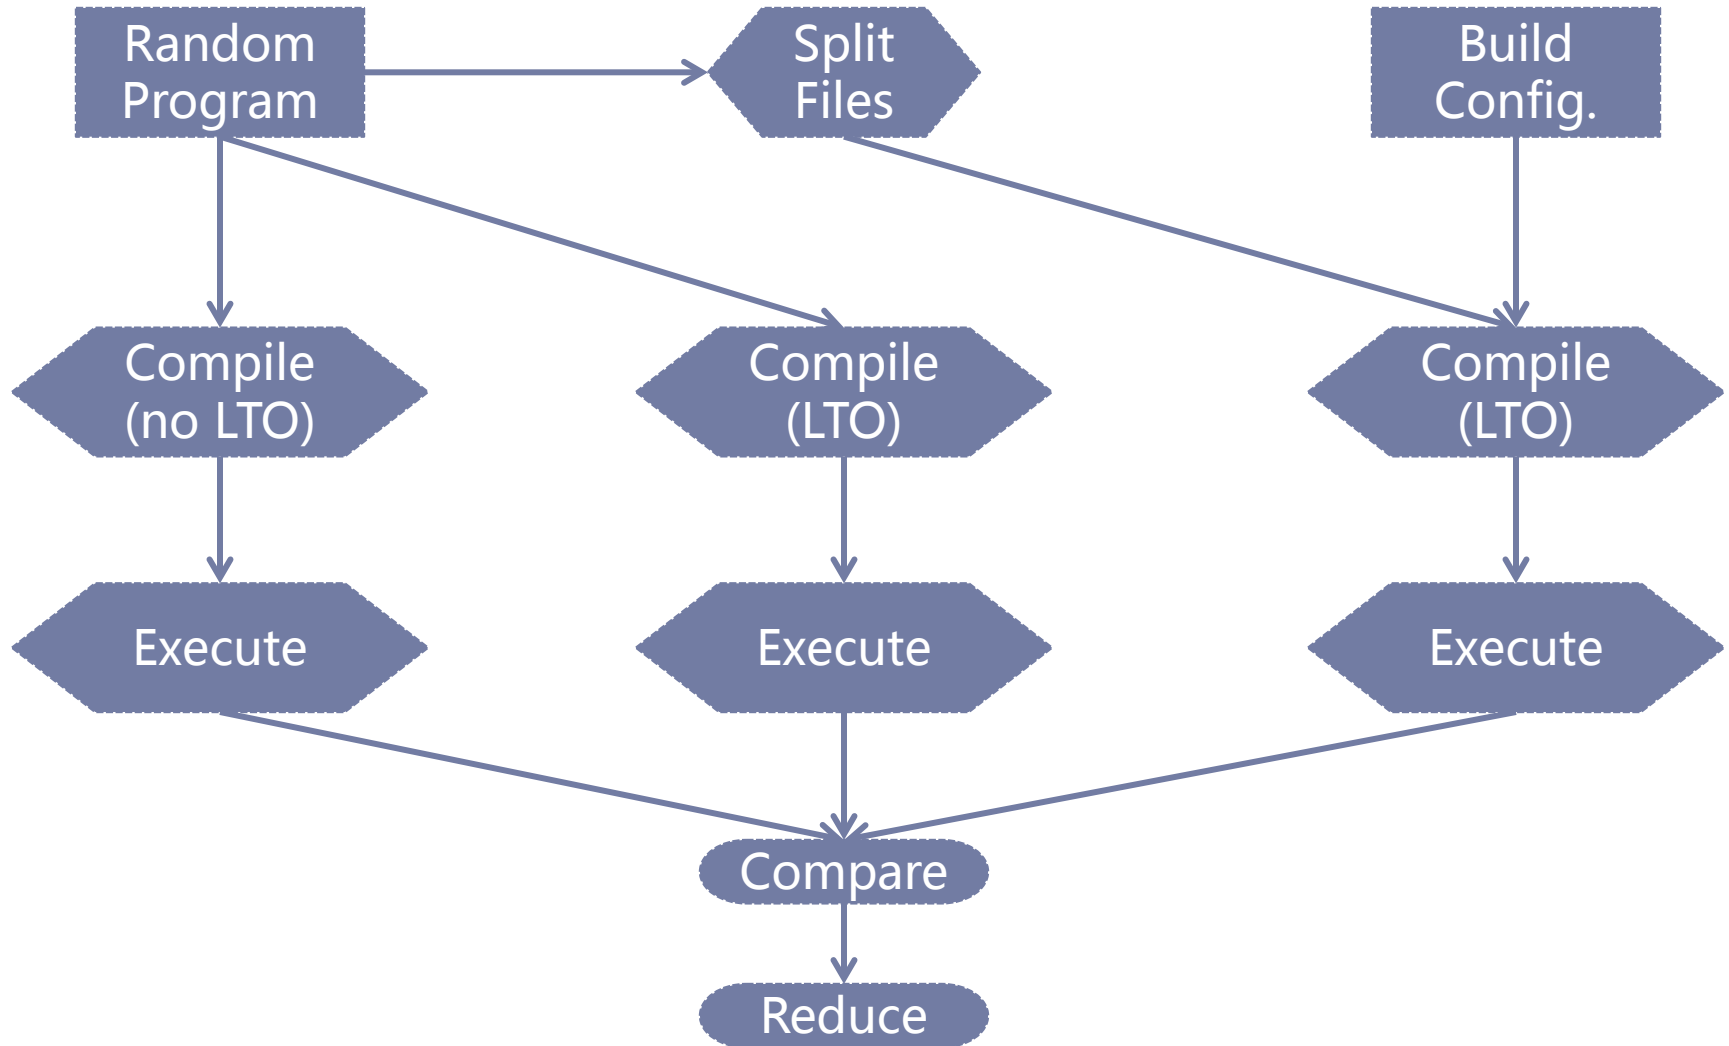 Random
Program
Split
Files
Build
Config.
Compile
(no LTO)
Compile
(LTO)
Compile
(LTO)
Execute
Execute
Execute
Compare
Reduce